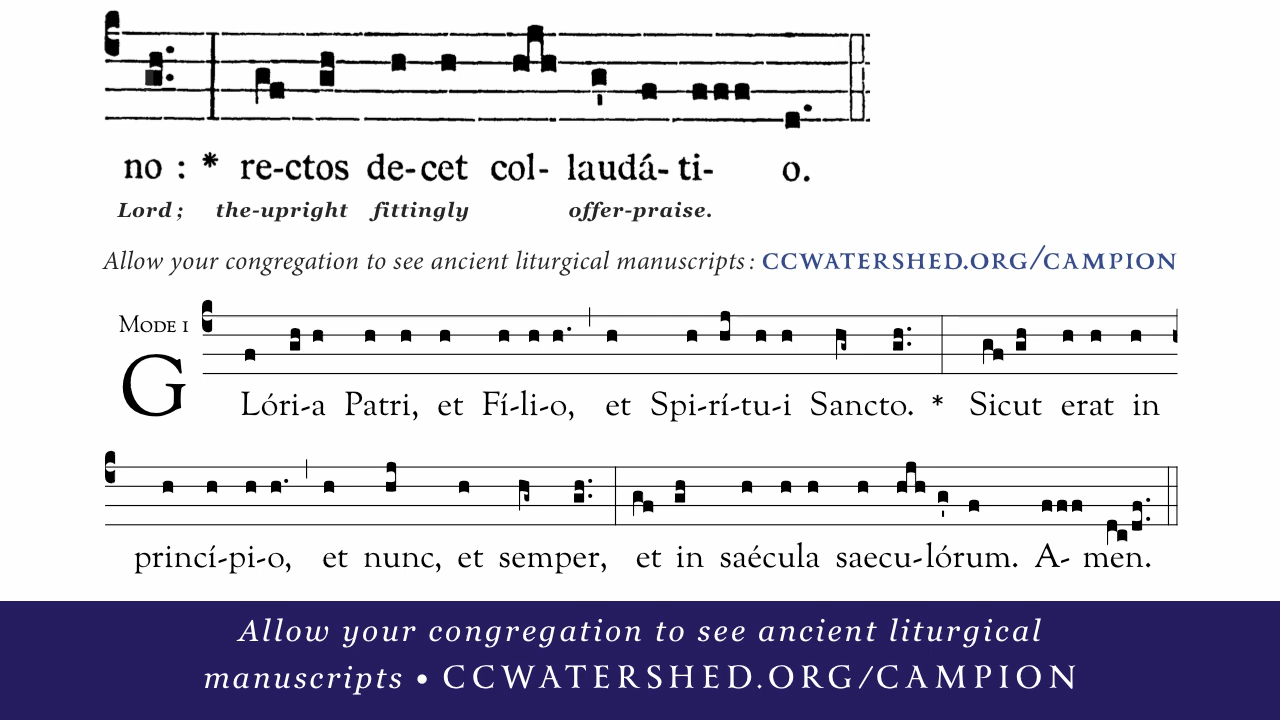 no : * re-ctos de-cet col- laudá- ti- o.
Lord ; the-upright fittingly offer-praise.
Allow your congregation to see ancient liturgical manuscripts : CCWATERSHED.ORG/CAMPION
Mode 1
GLóri-a Patri, et Fí-li-o, et Spi-rí-tu-i Sancto. * Sicut erat in
princí-pi-o, et nunc, et semper, et in saécula saecu-lórum. A- men.
Allow your congregation to see ancient liturgical
manuscripts • CCWATERSHED.ORG/CAMPION